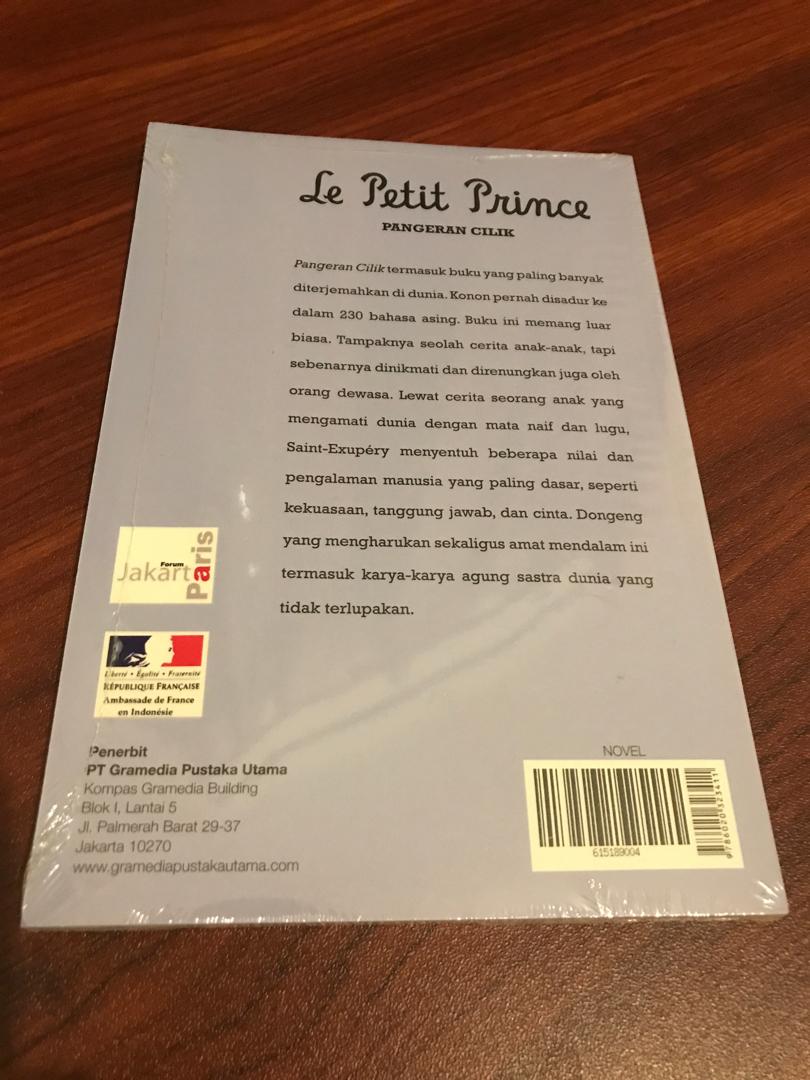 Le Petit Prince
PANGERAN CILIK
Pangeran Cilik termasuk buku yang paling banyak
diterjemahkan di dunia. Konon pernah disadur ke
dalam 230 bahasa asing. Buku ini memang luar
biasa. Tampaknya seolah cerita anak-anak, tapi
sebenarnya dinikmati dan direnungkan juga oleh
orang dewasa. Lewat cerita seorang anak yang
mengamati dunia dengan mata naif dan lugu,
Saint-Exupéry menyentuh beberapa nilai dan
pengalaman manusia yang paling dasar, seperti
kekuasaan, tanggung jawab, dan cinta. Dongeng
yang mengharukan sekaligus amat mendalam ini
termasuk karya-karya agung sastra dunia yang
tidak terlupakan.
Forum
Jakarta
Paris
Liberté • Égalité • Fraternité
RÉPUBLIQUE FRANÇAISE
Ambassade de France
en Indonésie
Penerbit
PT Gramedia Pustaka Utama
Kompas Gramedia Building
Blok I, Lantai 5
Jl. Palmerah Barat 29-37
Jakarta 10270
www.gramediapustakautama.com
NOVEL
615189004
9786020323411